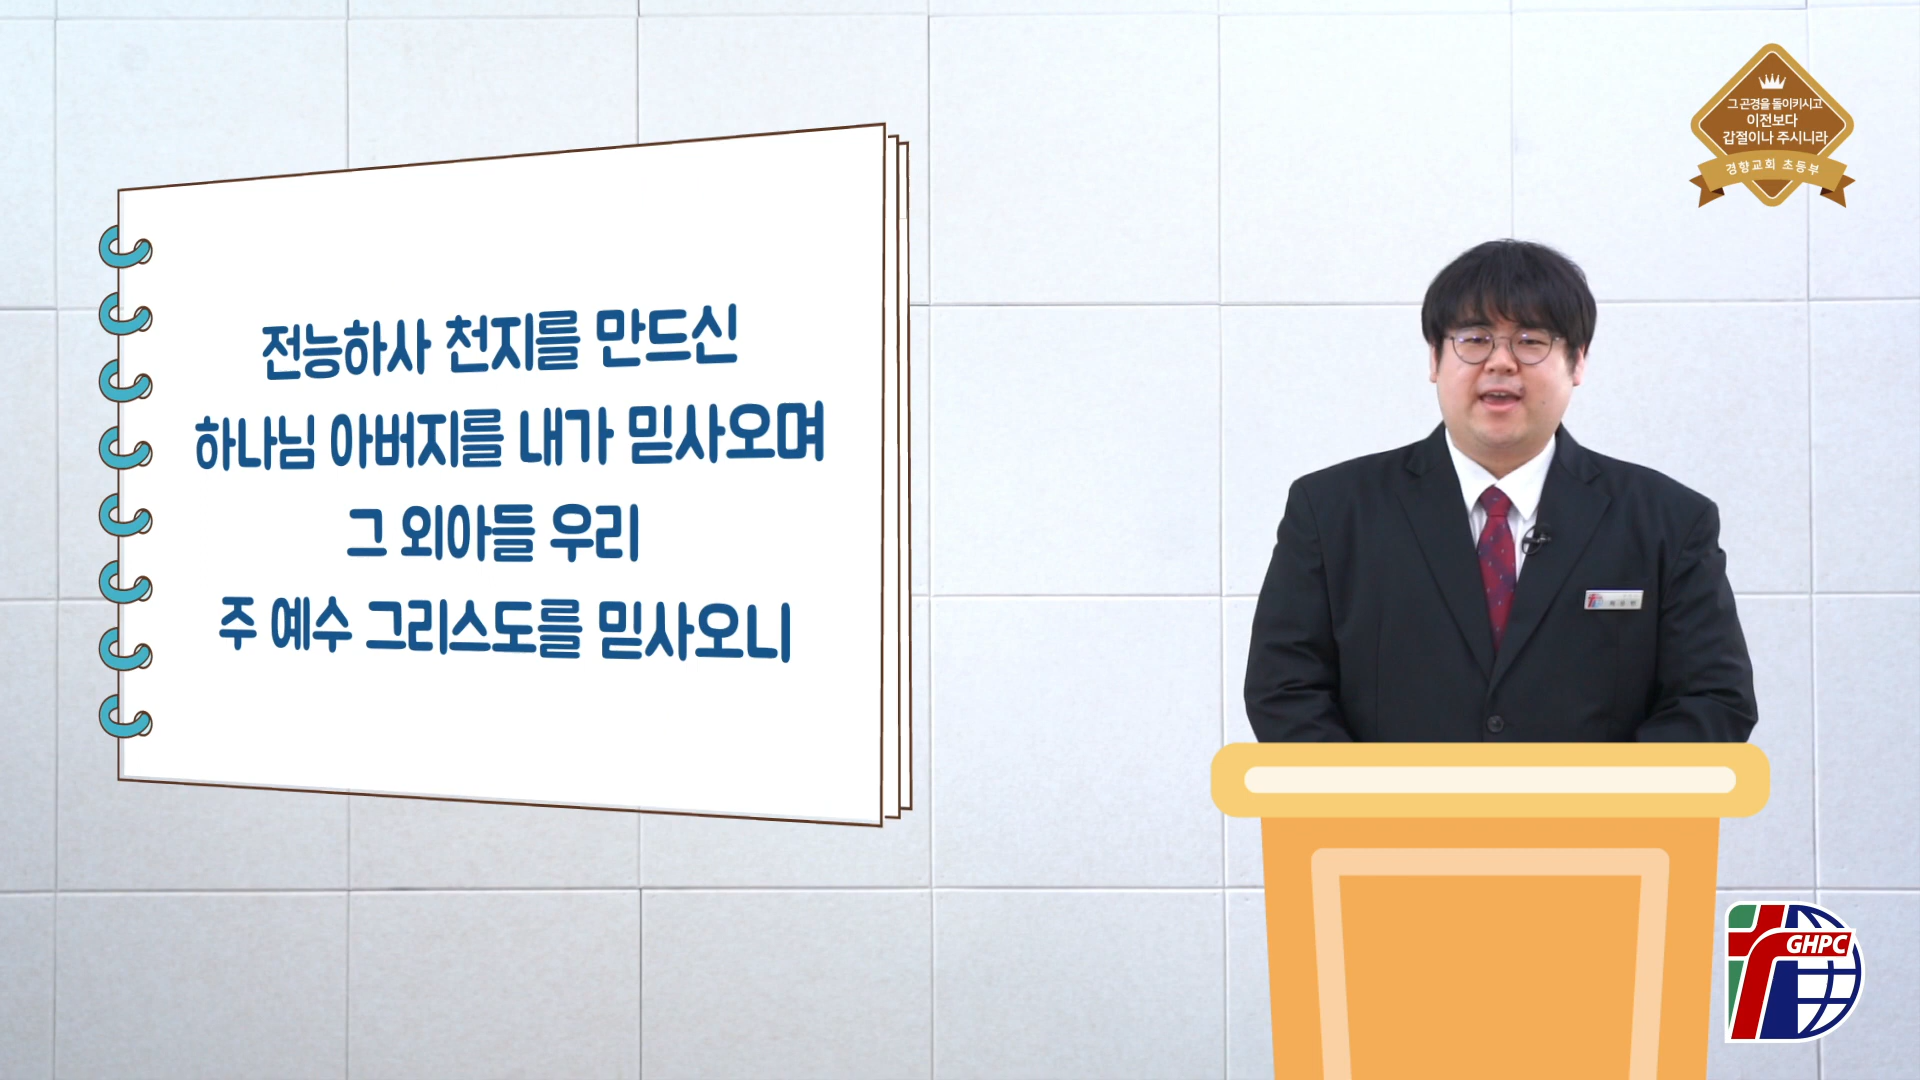 전능하사 천지를 만드신
하나님 아버지를 내가 믿사오며
그 외아들 우리
주 예수 그리스도를 믿사오니
그 곤경을 돌이키시고
이전보다
갑절이나 주시니라
경향교회 초등부
GHPC